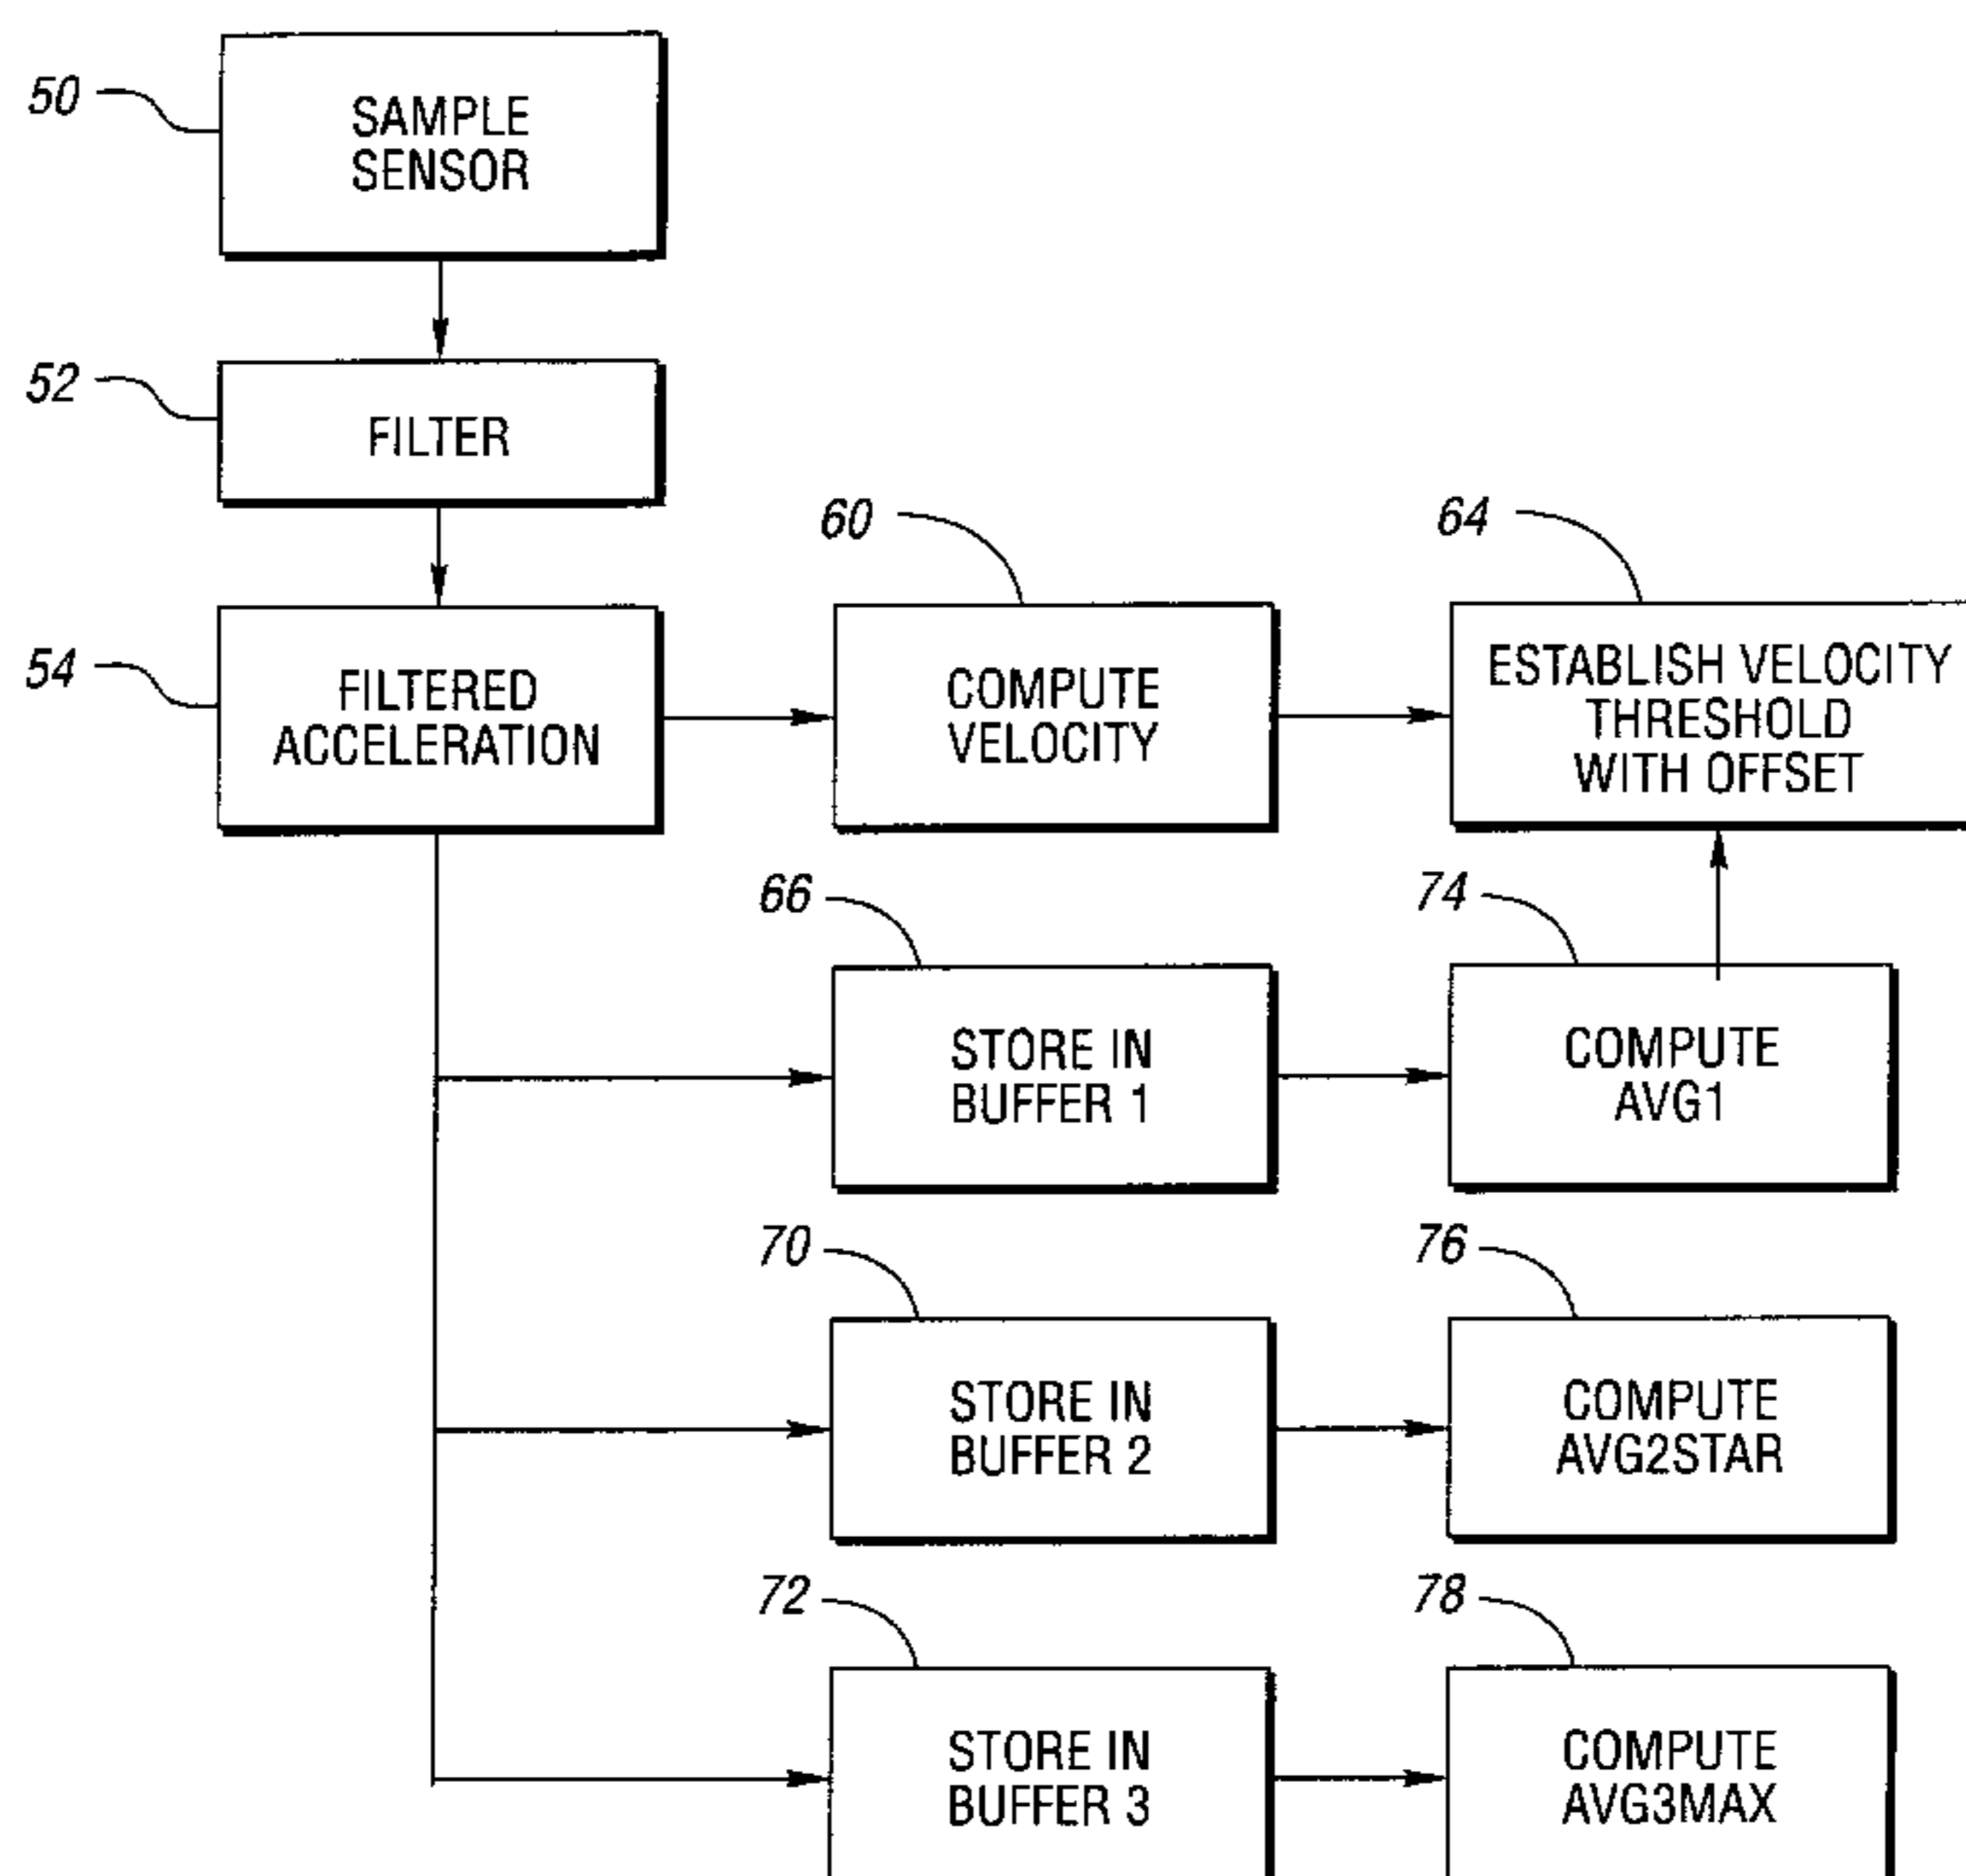 50
SAMPLE
SENSOR
52
FILTER
60
64
54
FILTERED
ACCELERATION
COMPUTE
VELOCITY
ESTABLISH VELOCITY
THRESHOLD
WITH OFFSET
66
74
STORE IN
BUFFER 1
COMPUTE
AVG1
70
76
STORE IN
BUFFER 2
COMPUTE
AVG2STAR
72
78
STORE IN
BUFFER 3
COMPUTE
AVG3MAX